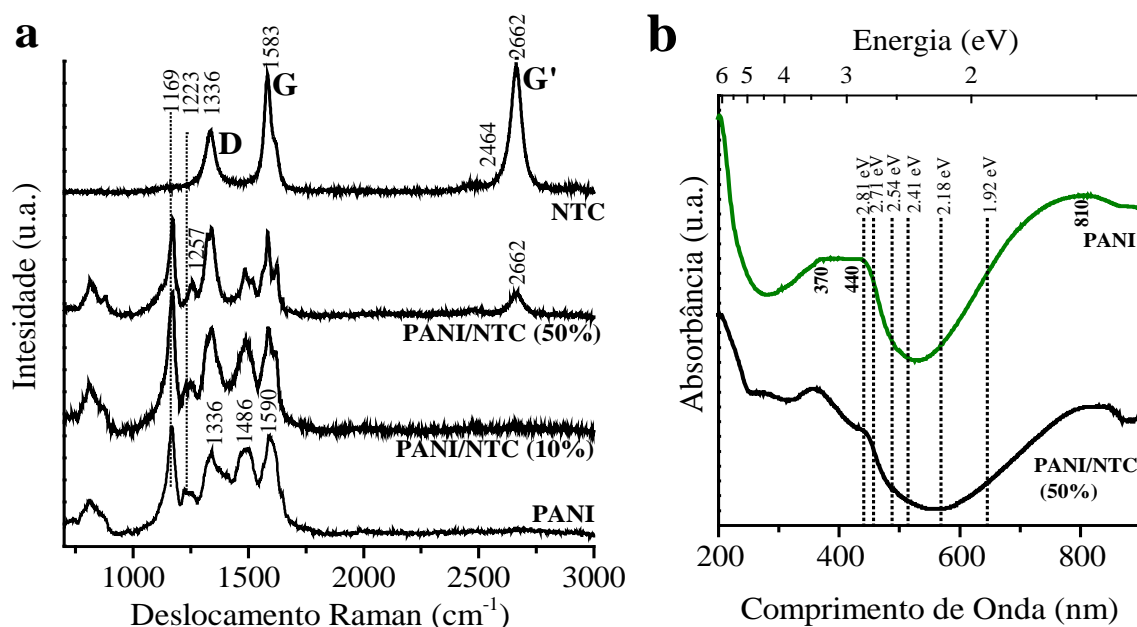 a
1169
1223
1336
D
1583
G
2464
2662
G'
NTC
1257
2662
PANI/NTC (50%)
PANI/NTC (10%)
1336
1486
1590
PANI
Intesidade (u.a.)
1000 1500 2000 2500 3000
Deslocamento Raman (cm-1)
b
Energia (eV)
6 5 4 3 2
2.81 eV
2.71 eV
2.54 eV
2.41 eV
2.18 eV
1.92 eV
370
440
810
PANI
PANI/NTC
(50%)
Absorbância (u.a.)
200 400 600 800
Comprimento de Onda (nm)